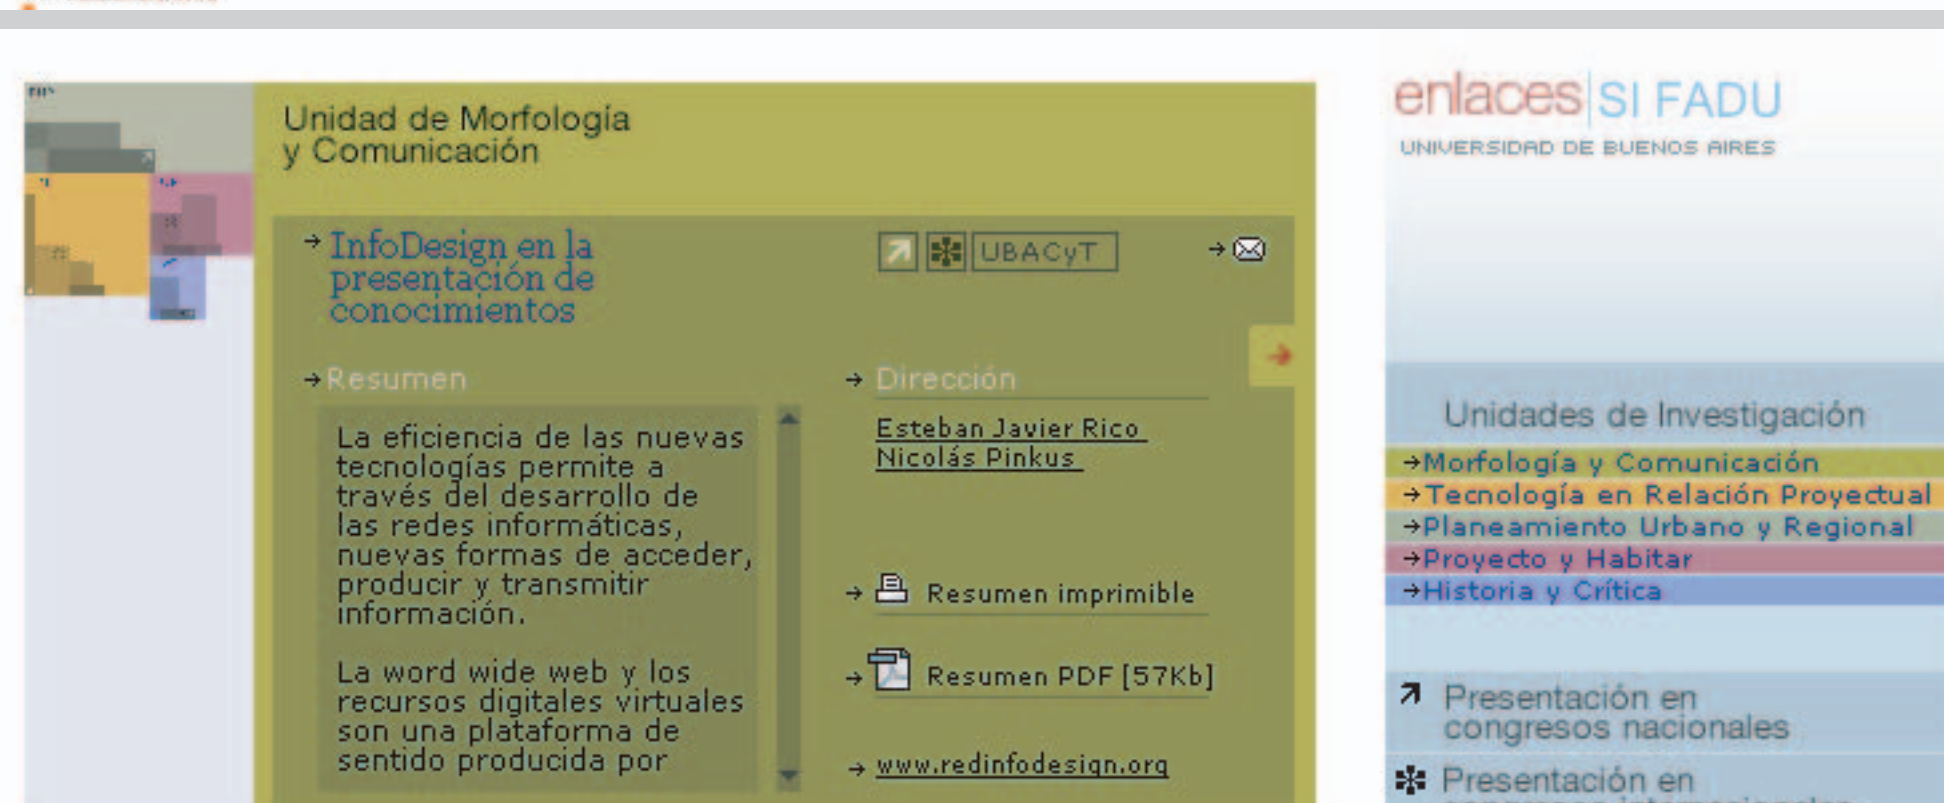 Unidad de Morfología
y Comunicación
InfoDesign en la
presentación de
conocimientos
UBACyT
Resumen
La eficiencia de las nuevas
tecnologías permite a
través del desarrollo de
las redes informáticas,
nuevas formas de acceder,
producir y transmitir
información.
La word wide web y los
recursos digitales virtuales
son una plataforma de
sentido producida por
Dirección
Esteban Javier Rico
Nicolás Pinkus
Resumen imprimible
Resumen PDF [57Kb]
www.redinfodesign.org
enlaces|SI FADU
UNIVERSIDAD DE BUENOS AIRES
Unidades de Investigación
Morfología y Comunicación
Tecnología en Relación Proyectual
Planeamiento Urbano y Regional
Proyecto y Habitar
Historia y Crítica
Presentación en
congresos nacionales
Presentación en